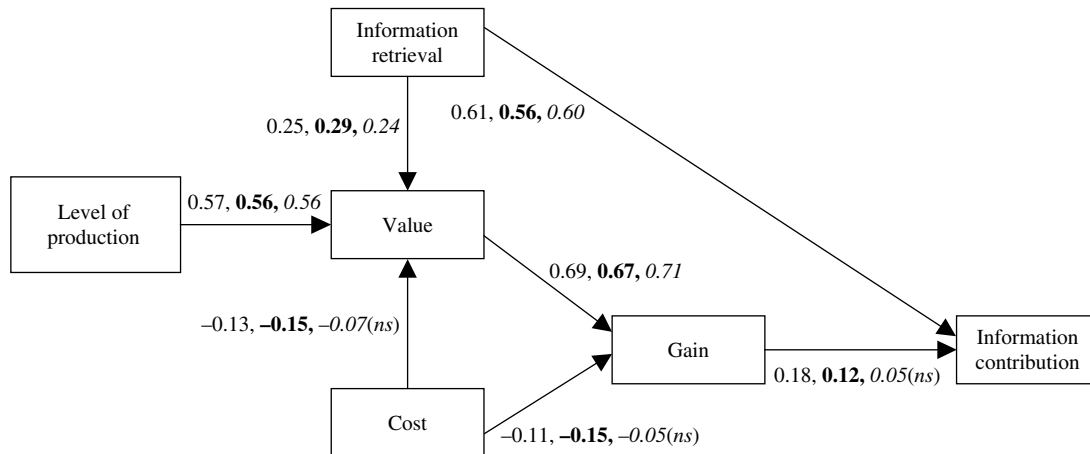 Information
retrieval
0.25, 0.29, 0.24
0.61, 0.56, 0.60
Level of
production
0.57, 0.56, 0.56
Value
0.69, 0.67, 0.71
–0.13, –0.15, –0.07(ns)
Gain
Information
contribution
0.18, 0.12, 0.05(ns)
Cost
–0.11, –0.15, –0.05(ns)